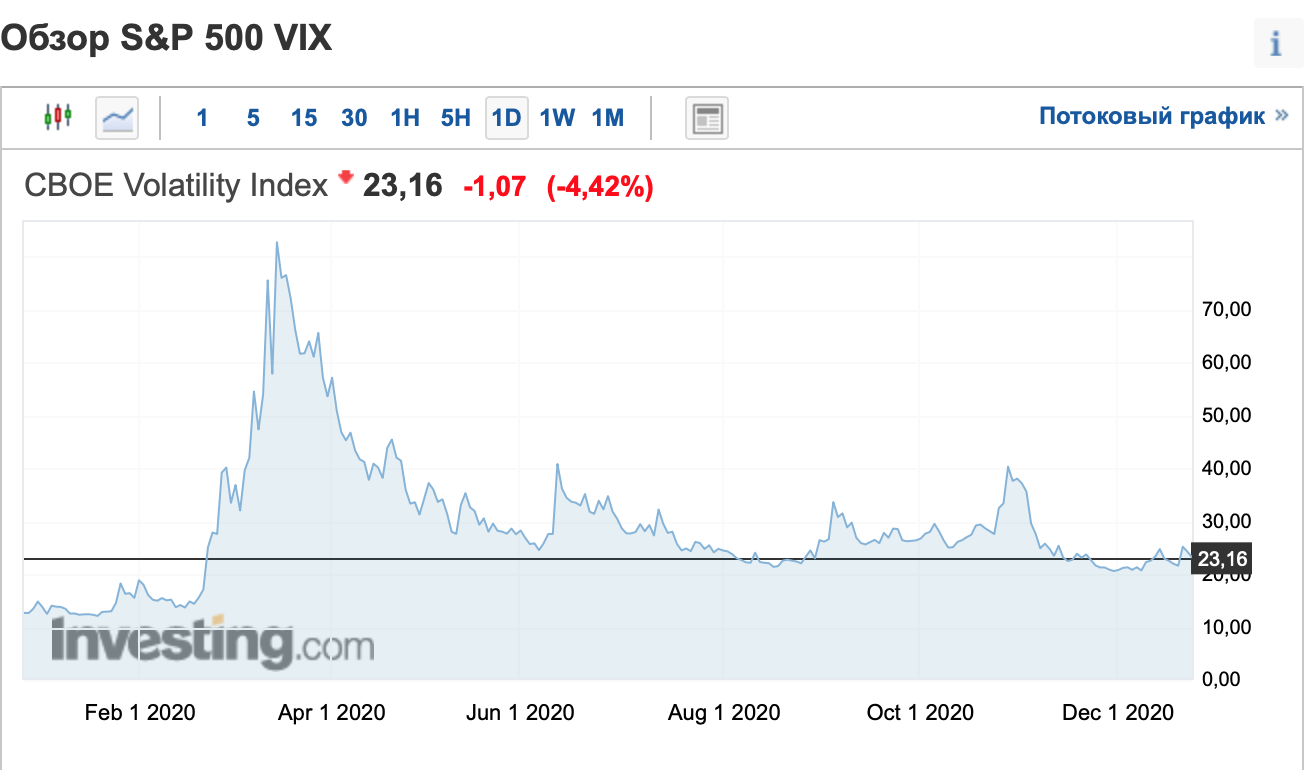 Обзор S&P 500 VIX
i
1 5 15 30 1H 5H 1D 1W 1M
Потоковый график »
CBOE Volatility Index 23,16 -1,07 (-4,42%)
70,00
60,00
50,00
40,00
30,00
23,16
20,00
10,00
0,00
Investing.com
Feb 1 2020 Apr 1 2020 Jun 1 2020 Aug 1 2020 Oct 1 2020 Dec 1 2020